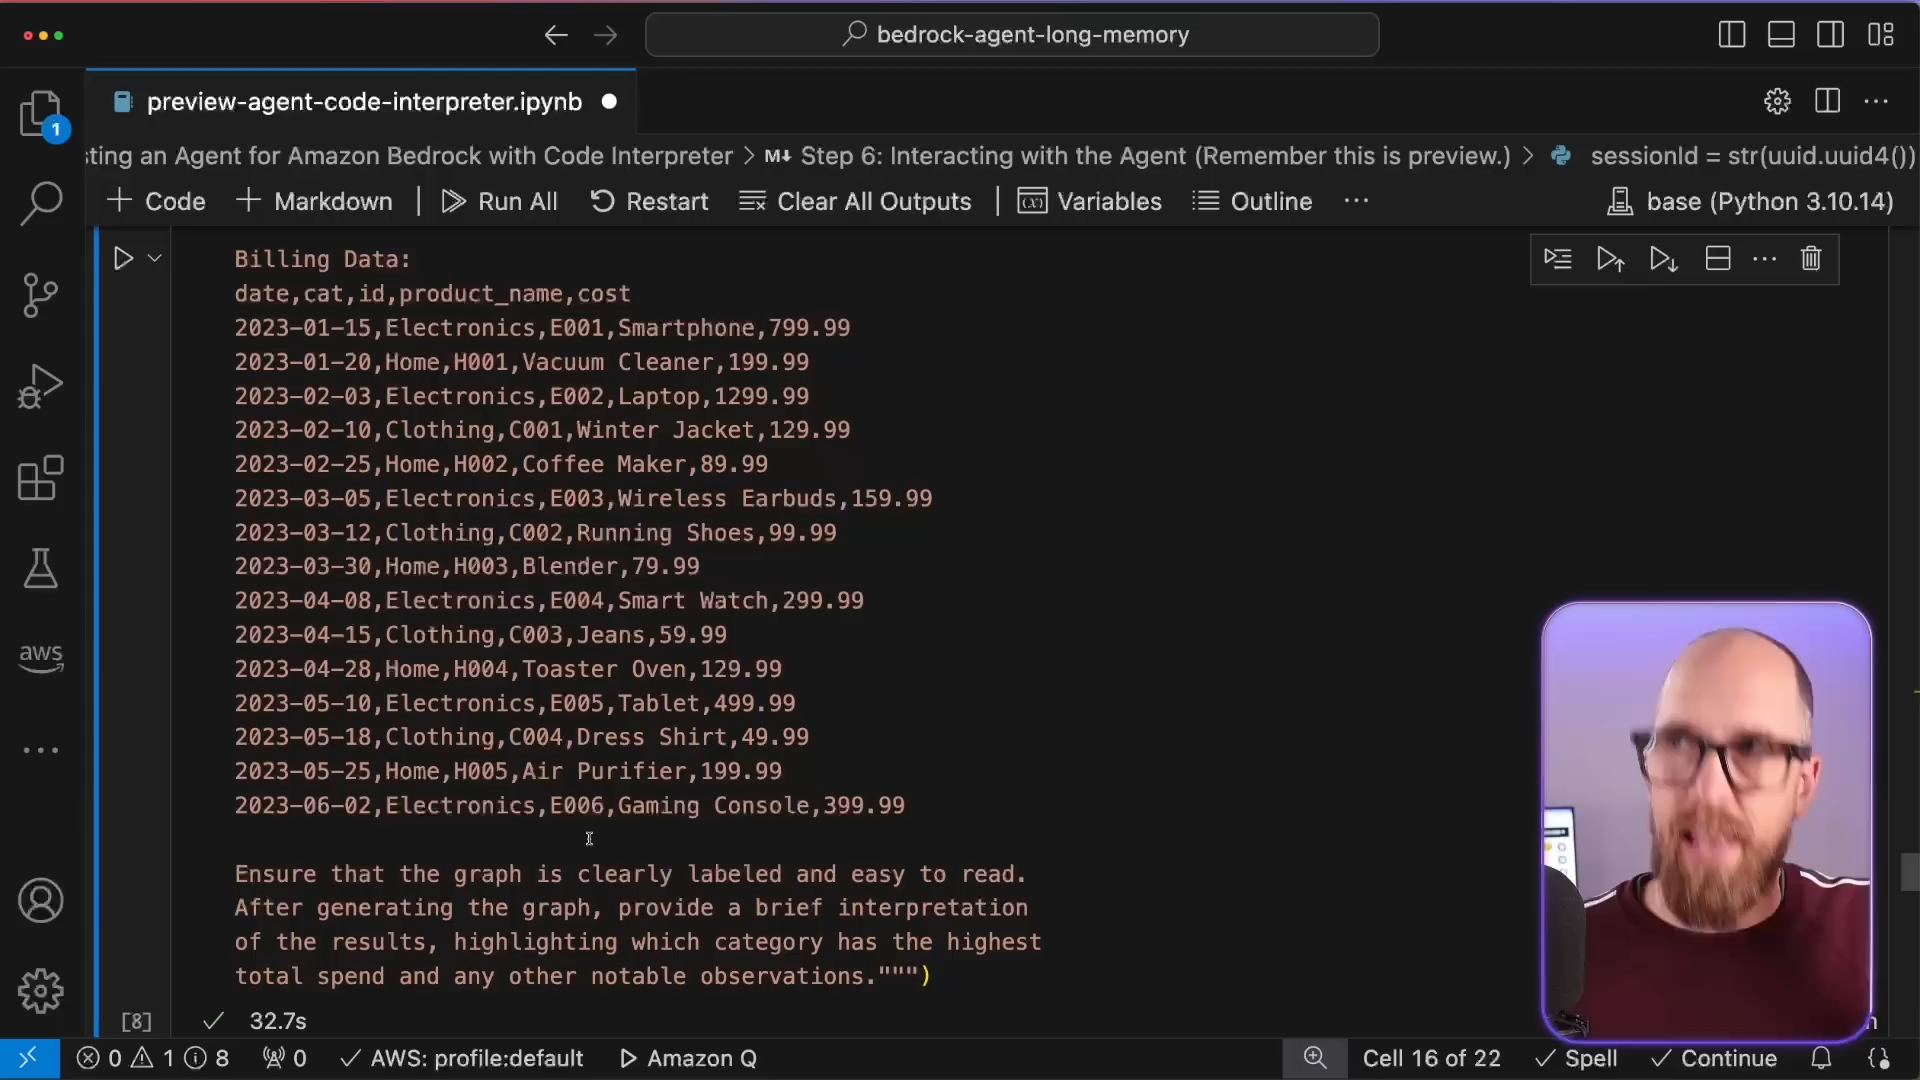 bedrock-agent-long-memory
preview-agent-code-interpreter.ipynb
1
sting an Agent for Amazon Bedrock with Code Interpreter > M↓ Step 6: Interacting with the Agent (Remember this is preview.) > sessionId = str(uuid.uuid4())
+ Code + Markdown | Run All Restart Clear All Outputs | Variables Outline ··· base (Python 3.10.14)
Billing Data:
date,cat,id,product_name,cost
2023-01-15,Electronics,E001,Smartphone,799.99
2023-01-20,Home,H001,Vacuum Cleaner,199.99
2023-02-03,Electronics,E002,Laptop,1299.99
2023-02-10,Clothing,C001,Winter Jacket,129.99
2023-02-25,Home,H002,Coffee Maker,89.99
2023-03-05,Electronics,E003,Wireless Earbuds,159.99
2023-03-12,Clothing,C002,Running Shoes,99.99
2023-03-30,Home,H003,Blender,79.99
2023-04-08,Electronics,E004,Smart Watch,299.99
2023-04-15,Clothing,C003,Jeans,59.99
2023-04-28,Home,H004,Toaster Oven,129.99
2023-05-10,Electronics,E005,Tablet,499.99
2023-05-18,Clothing,C004,Dress Shirt,49.99
2023-05-25,Home,H005,Air Purifier,199.99
2023-06-02,Electronics,E006,Gaming Console,399.99
aws
Ensure that the graph is clearly labeled and easy to read.
After generating the graph, provide a brief interpretation
of the results, highlighting which category has the highest
total spend and any other notable observations.""")
[8] ✓ 32.7s
0 1 8 0 ✓ AWS: profile:default Amazon Q Cell 16 of 22 ✓ Spell ✓ Continue